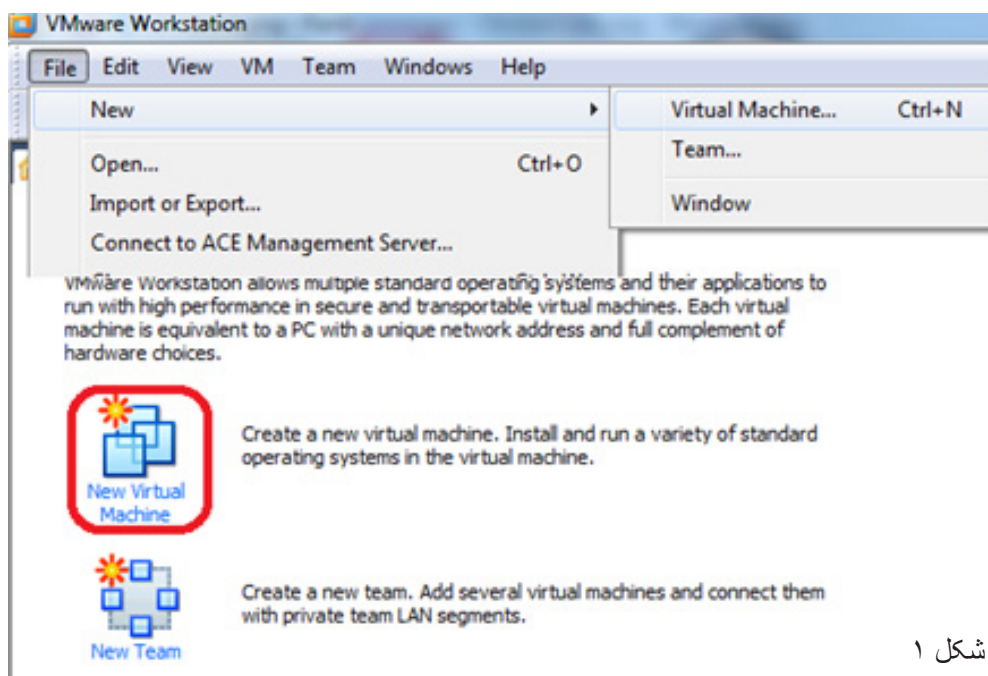 VMware Workstation
File Edit View VM Team Windows Help
New
Virtual Machine... Ctrl+N
Team...
Window
Open... Ctrl+O
Import or Export...
Connect to ACE Management Server...
VMware Workstation allows multiple standard operating systems and their applications to
run with high performance in secure and transportable virtual machines. Each virtual
machine is equivalent to a PC with a unique network address and full complement of
hardware choices.
New Virtual
Machine
Create a new virtual machine. Install and run a variety of standard
operating systems in the virtual machine.
New Team
Create a new team. Add several virtual machines and connect them
with private team LAN segments.
شکل ۱